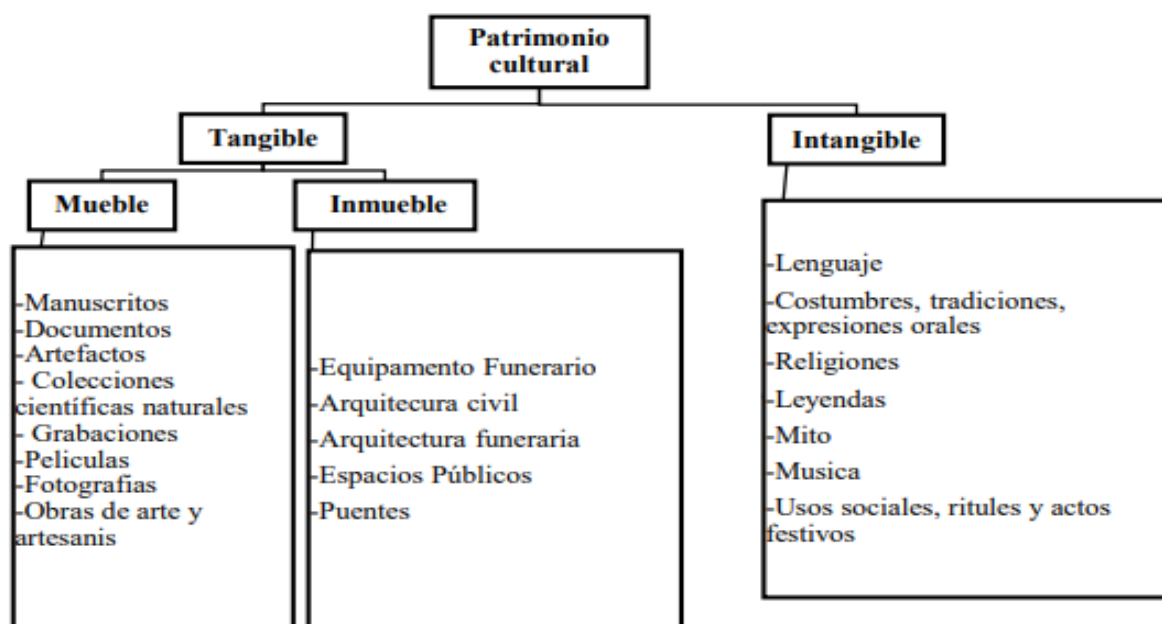 Patrimonio
cultural
Tangible
Intangible
Mueble
Inmueble
-Manuscritos
-Documentos
-Artefactos
- Colecciones
científicas naturales
- Grabaciones
-Peliculas
-Fotografias
-Obras de arte y
artesanis
-Equipamento Funerario
-Arquitecura civil
-Arquitectura funeraria
-Espacios Públicos
-Puentes
-Lenguaje
-Costumbres, tradiciones,
expresiones orales
-Religiones
-Leyendas
-Mito
-Musica
-Usos sociales, ritules y actos
festivos